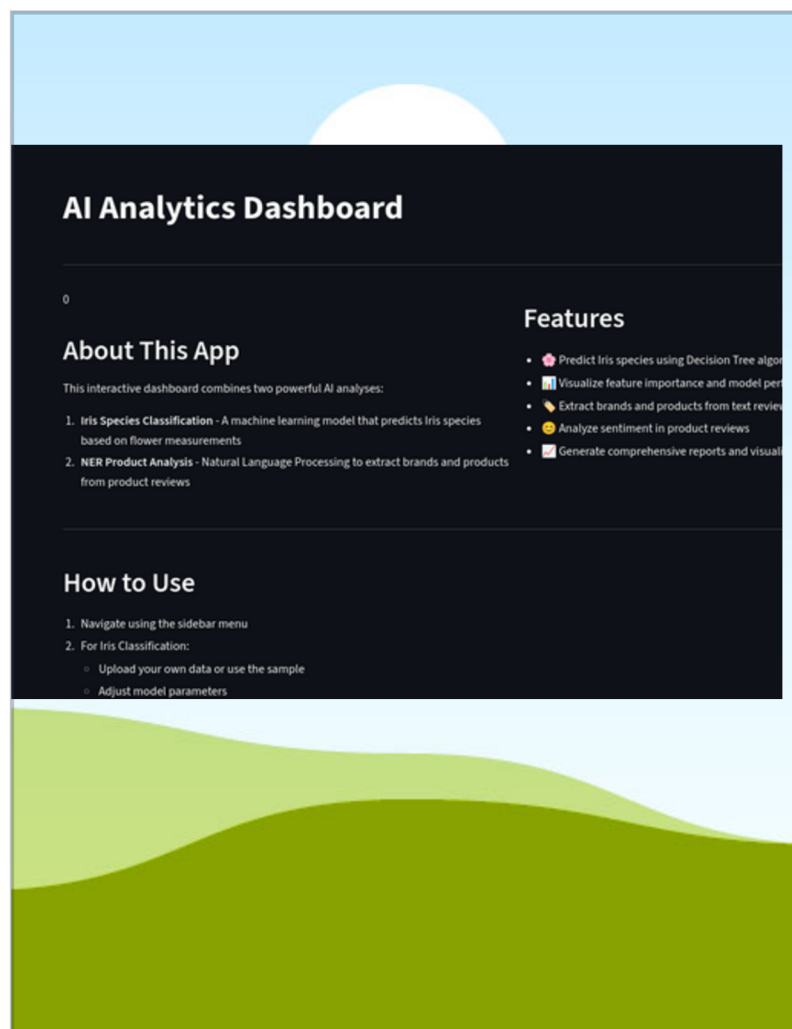 AI Analytics Dashboard
0
About This App
This interactive dashboard combines two powerful AI analyses:
1. Iris Species Classification - A machine learning model that predicts Iris species
based on flower measurements
2. NER Product Analysis - Natural Language Processing to extract brands and products
from product reviews
Features
• 🌸 Predict Iris species using Decision Tree
• 📊 Visualize feature importance and model
• 🏷️ Extract brands and products from text
• 😊 Analyze sentiment in product reviews
• 📈 Generate comprehensive reports and
How to Use
1. Navigate using the sidebar menu
2. For Iris Classification:
○ Upload your own data or use the sample
○ Adjust model parameters